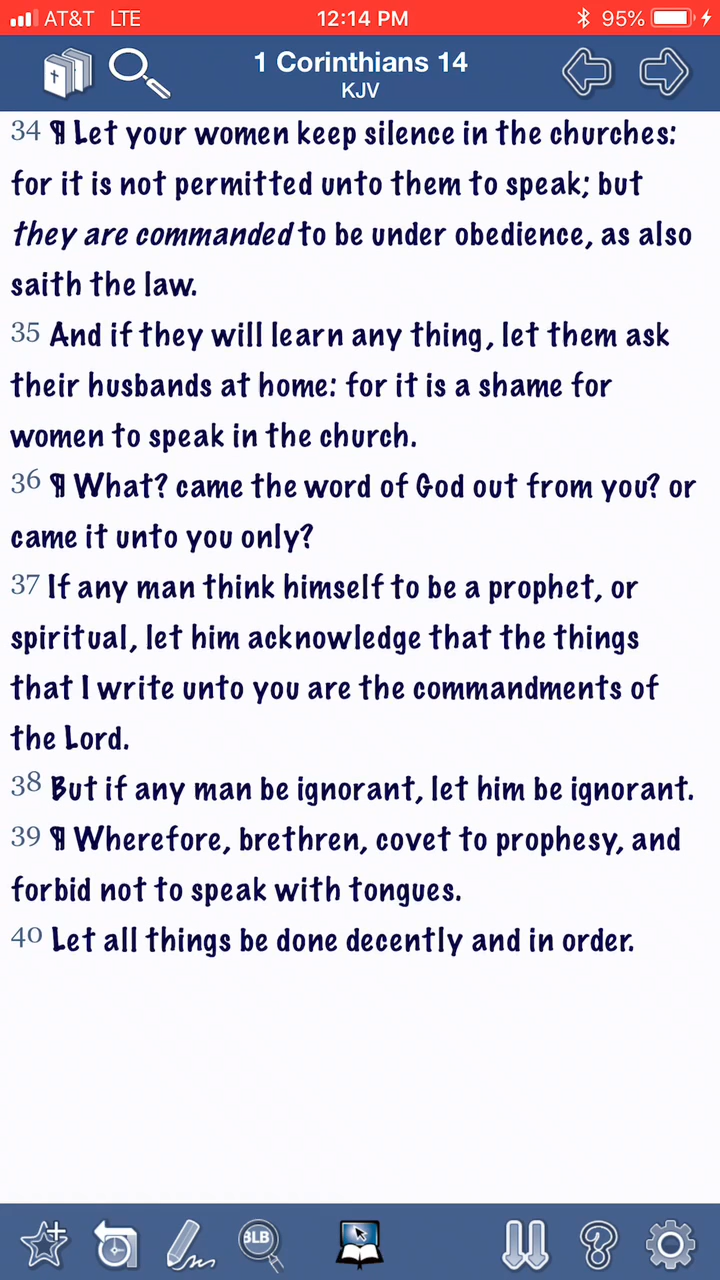 AT&T LTE 12:14 PM 95%
1 Corinthians 14
KJV
34 ¶ Let your women keep silence in the churches:
for it is not permitted unto them to speak; but
they are commanded to be under obedience, as also
saith the law.
35 And if they will learn any thing, let them ask
their husbands at home: for it is a shame for
women to speak in the church.
36 ¶ What? came the word of God out from you? or
came it unto you only?
37 If any man think himself to be a prophet, or
spiritual, let him acknowledge that the things
that I write unto you are the commandments of
the Lord.
38 But if any man be ignorant, let him be ignorant.
39 ¶ Wherefore, brethren, covet to prophesy, and
forbid not to speak with tongues.
40 Let all things be done decently and in order.
BLB